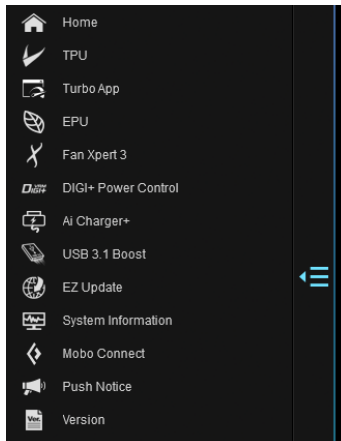 Home
TPU
Turbo App
EPU
Fan Xpert 3
DIGI+ Power Control
Ai Charger+
USB 3.1 Boost
EZ Update
System Information
Mobo Connect
Push Notice
Ver. Version